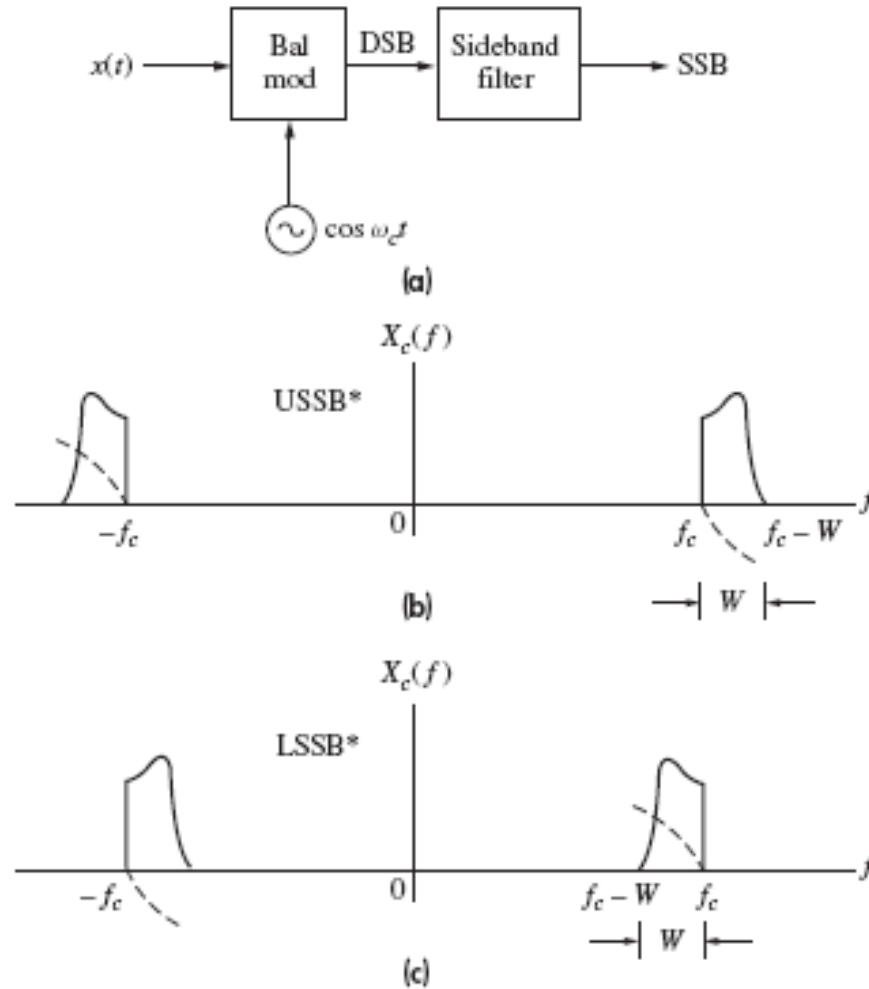 x(t)
Bal mod
DSB
Sideband filter
SSB
cos ω_c t
(a)
X_c(f)
USSB*
-f_c
0
f_c
f_c - W
f
W
(b)
X_c(f)
LSSB*
-f_c
0
f_c - W
f_c
f
W
(c)